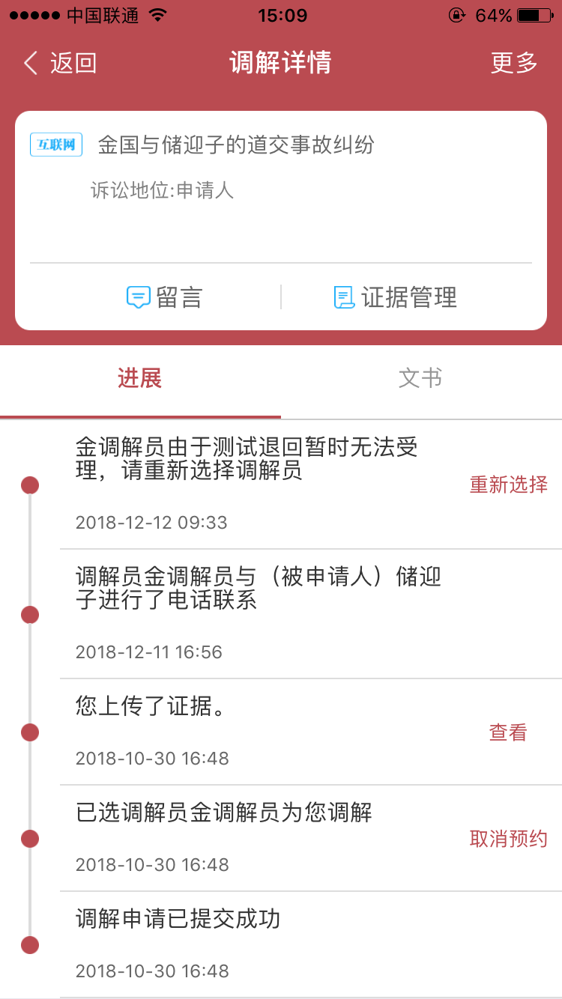 中国联通 15:09 64%
返回 调解详情 更多
互联网 金国与储迎子的道交事故纠纷
诉讼地位:申请人
留言 证据管理
进展 文书
金调解员由于测试退回暂时无法受
理，请重新选择调解员
重新选择
2018-12-12 09:33
调解员金调解员与（被申请人）储迎
子进行了电话联系
2018-12-11 16:56
您上传了证据。
查看
2018-10-30 16:48
已选调解员金调解员为您调解
取消预约
2018-10-30 16:48
调解申请已提交成功
2018-10-30 16:48